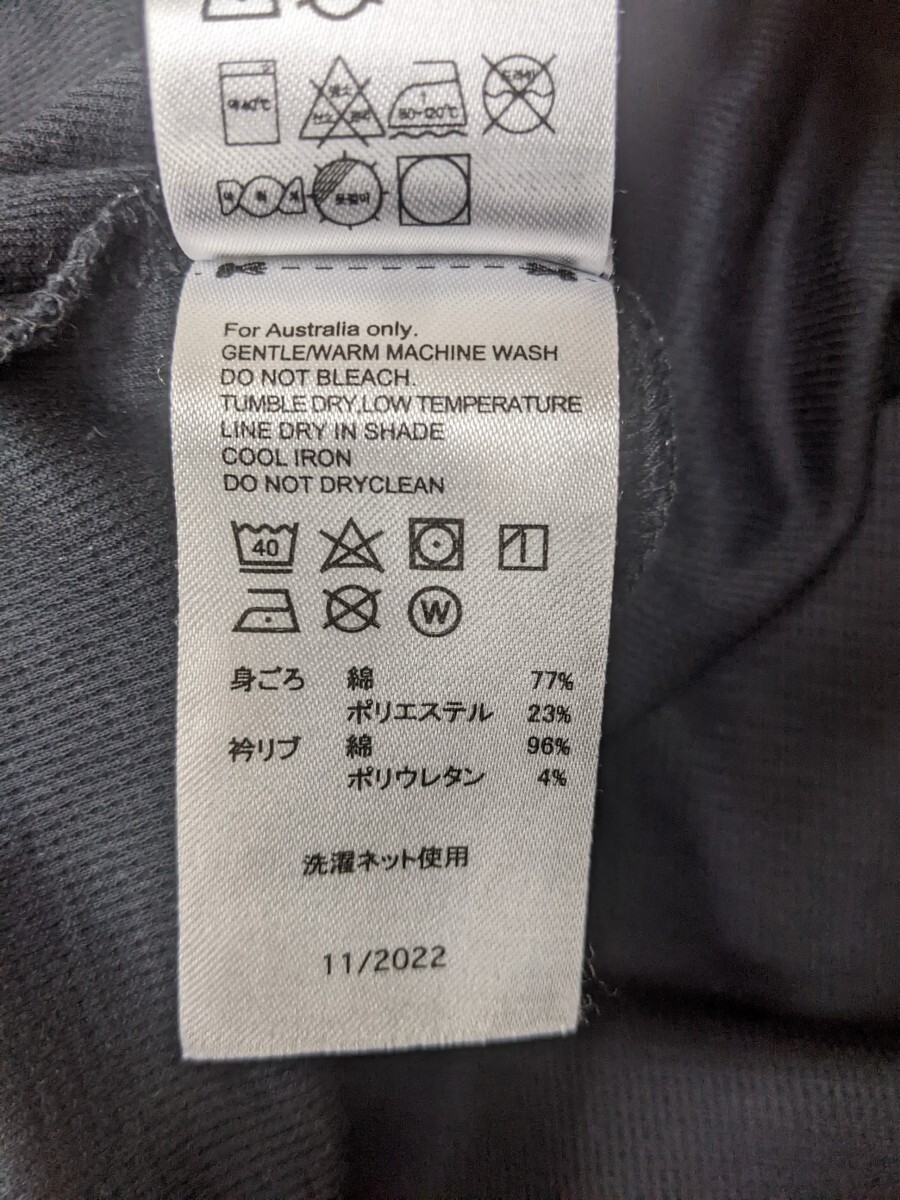 80~120℃
For Australia only.
GENTLE/WARM MACHINE WASH
DO NOT BLEACH.
TUMBLE DRY,LOW TEMPERATURE
LINE DRY IN SHADE
COOL IRON
DO NOT DRYCLEAN
40
W
身ごろ 綿 77%
ポリエステル 23%
衿リブ 綿 96%
ポリウレタン 4%
洗濯ネット使用
11/2022